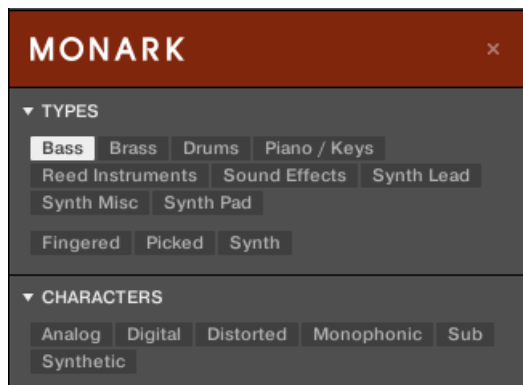 MONARK ×
▼ TYPES
Bass Brass Drums Piano / Keys
Reed Instruments Sound Effects Synth Lead
Synth Misc Synth Pad
Fingered Picked Synth
▼ CHARACTERS
Analog Digital Distorted Monophonic Sub
Synthetic